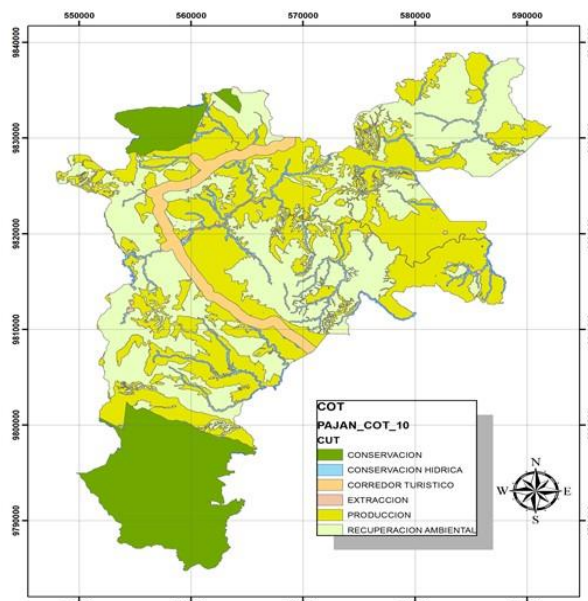 550000 560000 570000 580000 590000
9840000
9830000
9820000
9810000
9800000
9790000
COT
PAJAN_COT_10
CUT
CONSERVACION
CONSERVACION HIDRICA
CORREDOR TURISTICO
EXTRACCION
PRODUCCION
RECUPERACION AMBIENTAL
N
W E
S